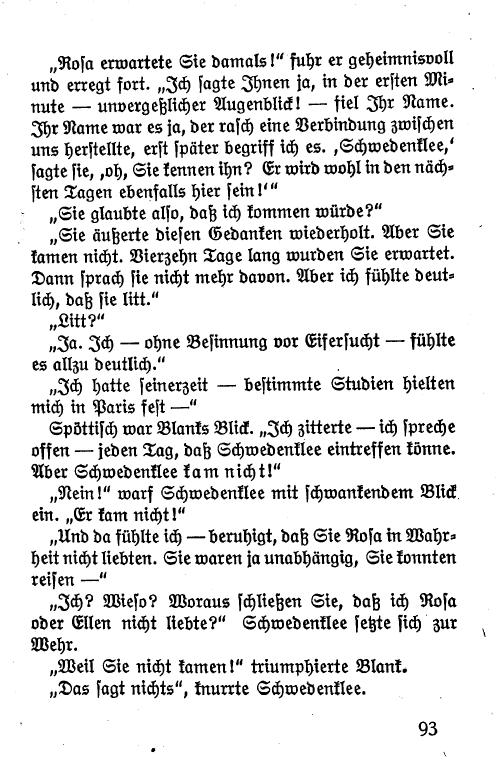 „Rosa erwartete Sie damals!“ fuhr er geheimnisvoll
und erregt fort. „Ich sagte Ihnen ja, in der ersten Mi-
nute — unvergeßlicher Augenblick! — fiel Ihr Name.
Ihr Name war es ja, der rasch eine Verbindung zwischen
uns herstellte, erst später begriff ich es. ‚Schwedenklee,‘
sagte sie, ‚oh, Sie kennen ihn? Er wird wohl in den näch-
sten Tagen ebenfalls hier sein!‘“
„Sie glaubte also, daß ich kommen würde?“
„Sie äußerte diesen Gedanken wiederholt. Aber Sie
kamen nicht. Vierzehn Tage lang wurden Sie erwartet.
Dann sprach sie nicht mehr davon. Aber ich fühlte deut-
lich, daß sie litt.“
„Litt?“
„Ja. Ich — ohne Besinnung vor Eifersucht — fühlte
es allzu deutlich.“
„Ich hatte seinerzeit — bestimmte Studien hielten
mich in Paris fest —“
Spöttisch war Blanks Blick. „Ich zitterte — ich spreche
offen — jeden Tag, daß Schwedenklee eintreffen könne.
Aber Schwedenklee kam nicht!“
„Nein!“ warf Schwedenklee mit schwankendem Blick
ein. „Er kam nicht!“
„Und da fühlte ich — beruhigt, daß Sie Rosa in Wahr-
heit nicht liebten. Sie waren ja unabhängig, Sie konnten
reisen —“
„Ich? Wieso? Woraus schließen Sie, daß ich Rosa
oder Ellen nicht liebte?“ Schwedenklee setzte sich zur
Wehr.
„Weil Sie nicht kamen!“ triumphierte Blank.
„Das sagt nichts“, knurrte Schwedenklee.
93